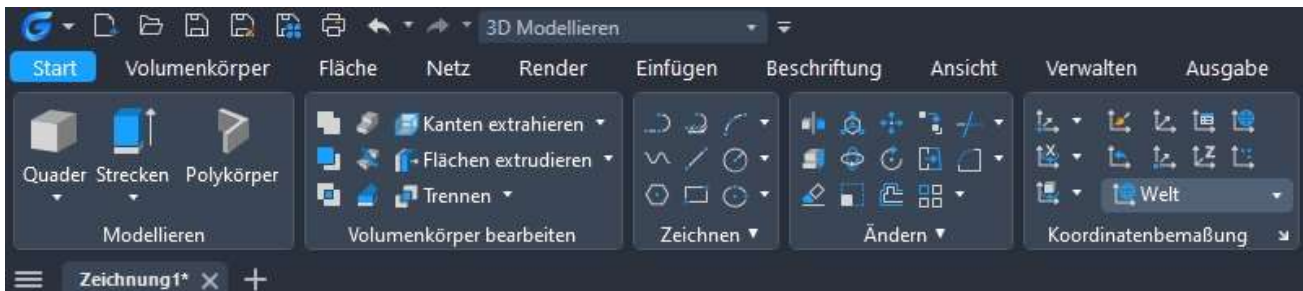 3D Modellieren
Start Volumenkörper Fläche Netz Render Einfügen Beschriftung Ansicht Verwalten Ausgabe
Kanten extrahieren
Flächen extrudieren
Quader Strecken Polykörper
Trennen
Welt
Modellieren Volumenkörper bearbeiten Zeichnen Ändern Koordinatenbemaßung
Zeichnung1*